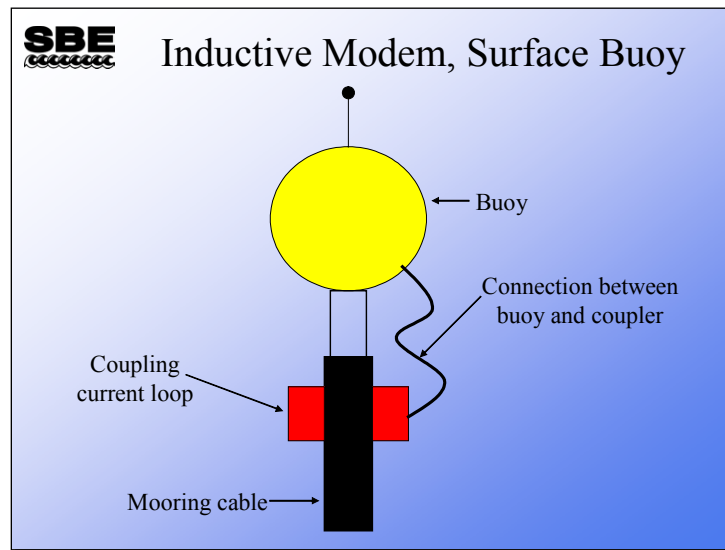 SBE
Inductive Modem, Surface Buoy
Buoy
Connection between
buoy and coupler
Coupling
current loop
Mooring cable